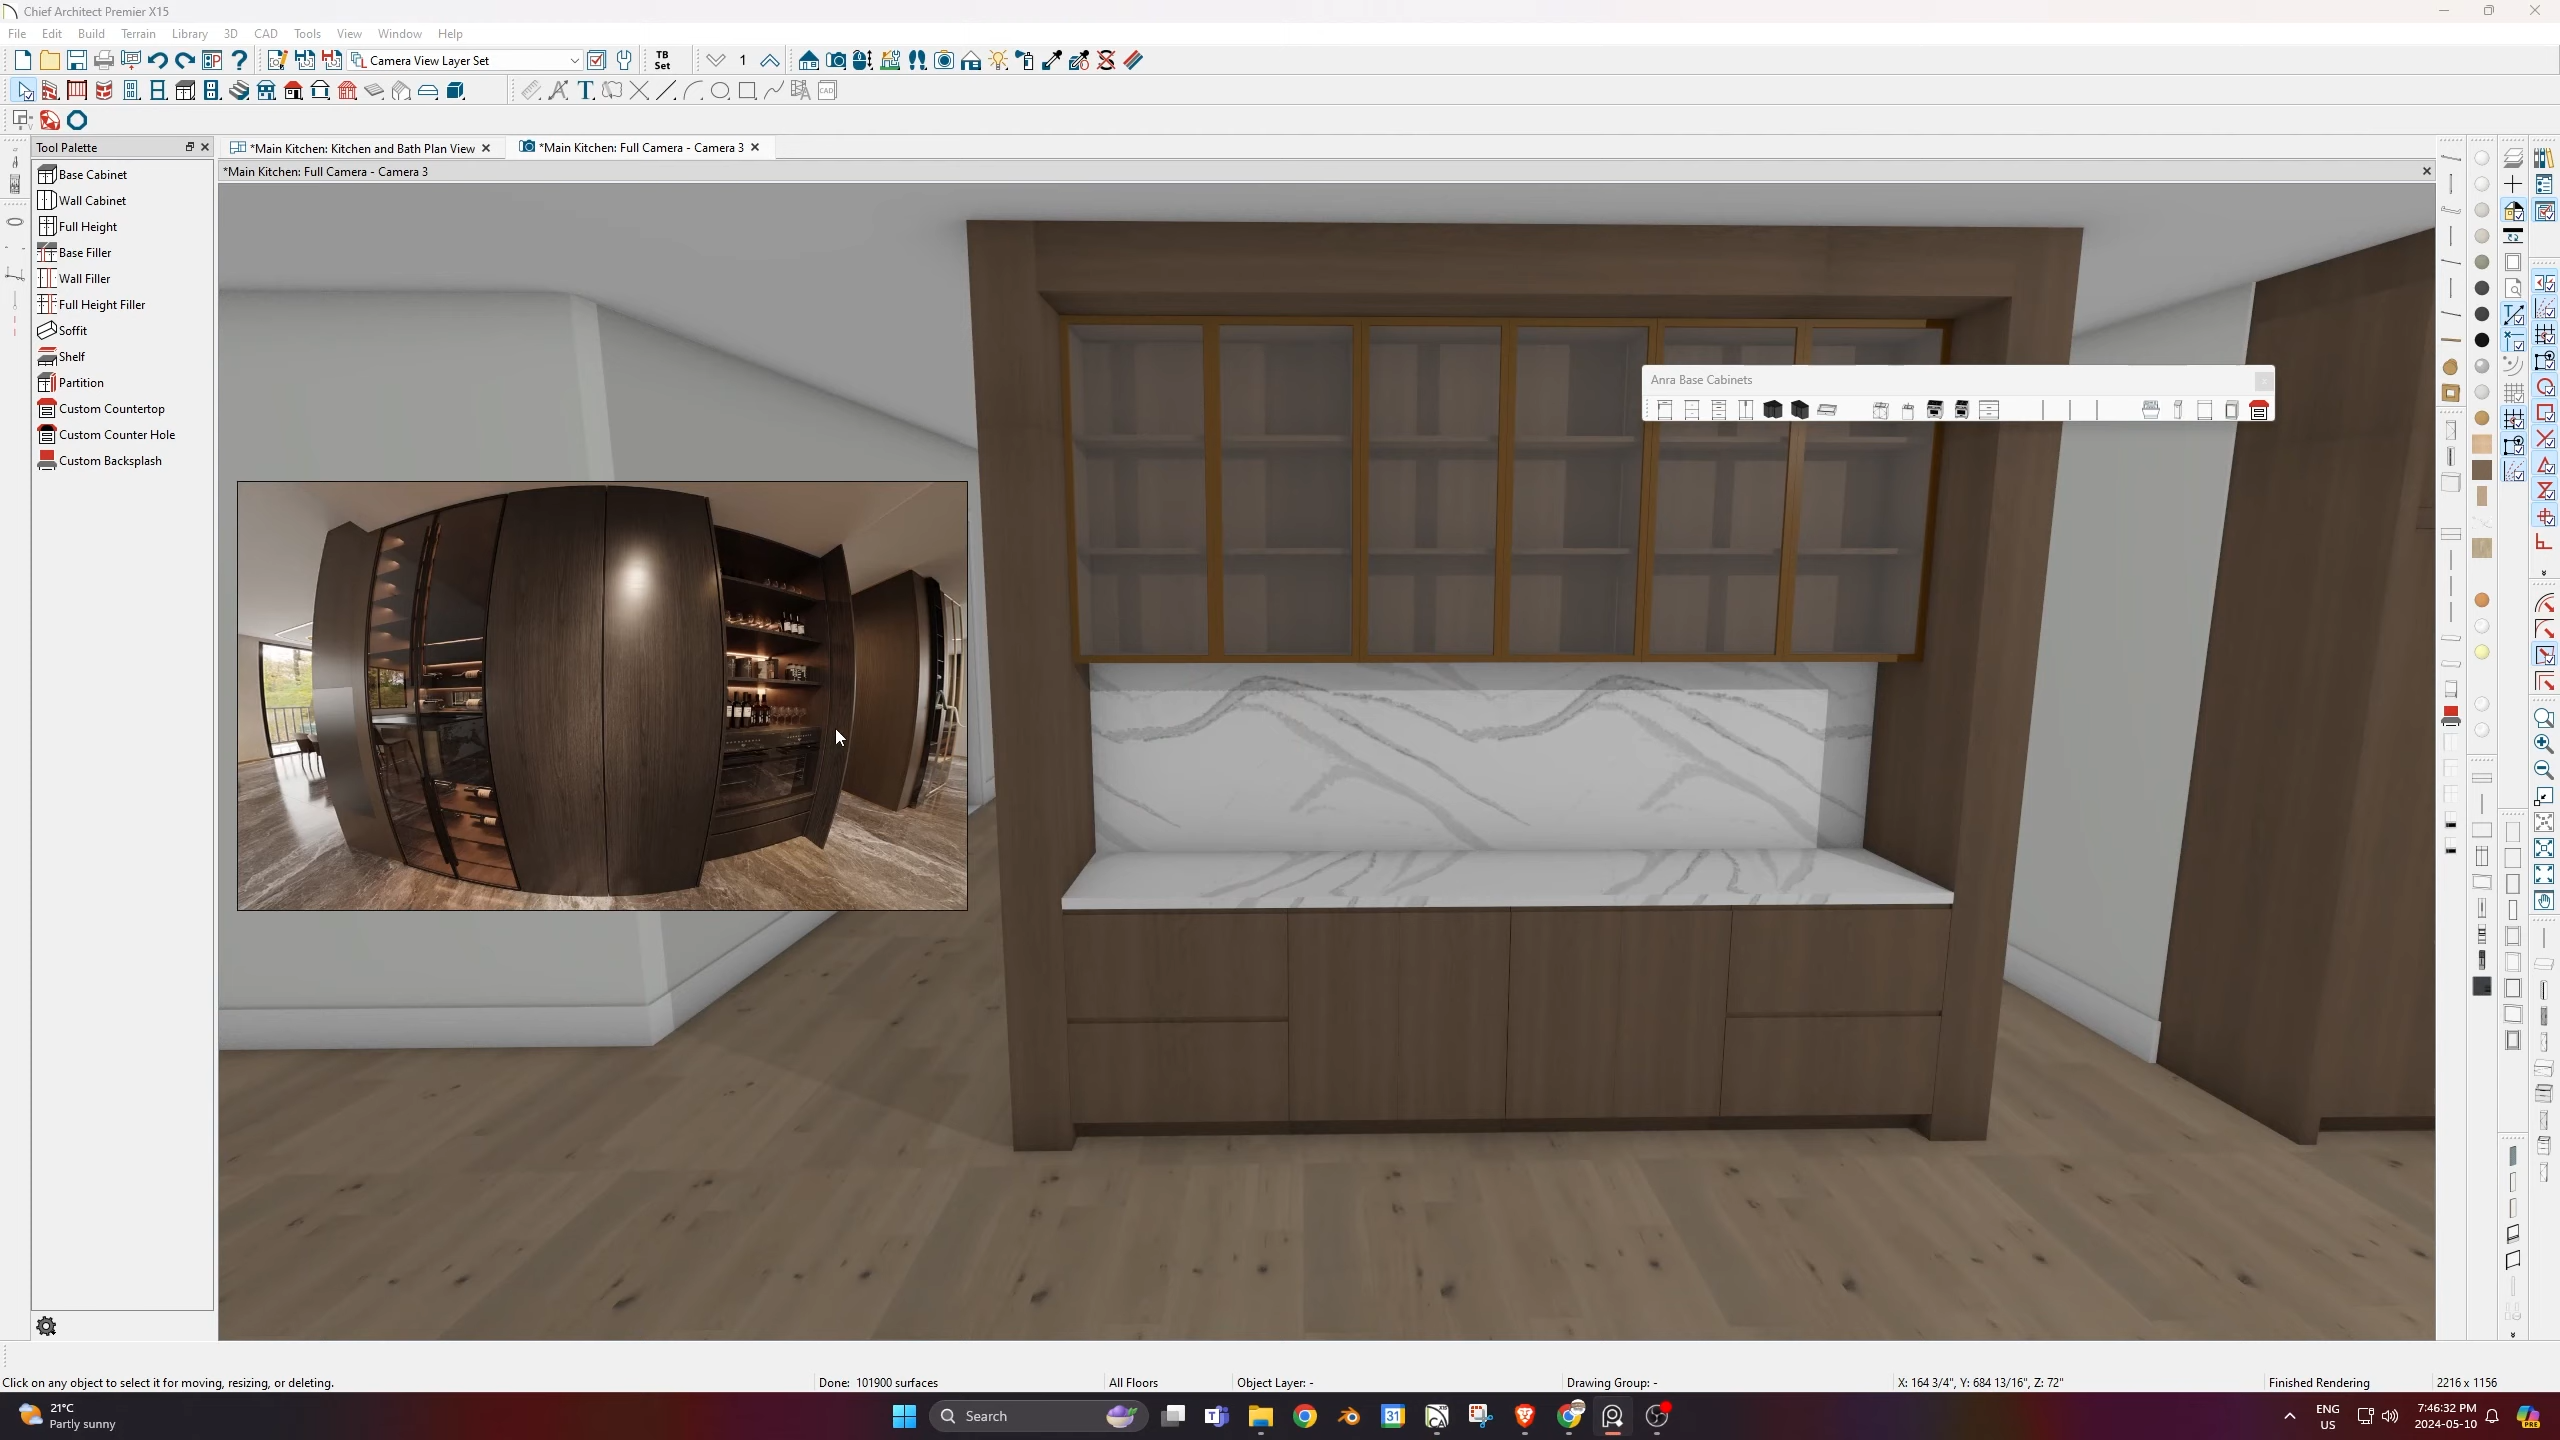 Chief Architect Premier X15
File Edit Build Terrain Library 3D CAD Tools View Window Help
Camera View Layer Set
TB
Set
1
CAD
Tool Palette
*Main Kitchen: Kitchen and Bath Plan View
*Main Kitchen: Full Camera - Camera 3
*Main Kitchen: Full Camera - Camera 3
Base Cabinet
Wall Cabinet
Full Height
Base Filler
Wall Filler
Full Height Filler
Soffit
Shelf
Partition
Custom Countertop
Custom Counter Hole
Custom Backsplash
Anra Base Cabinets
Click on any object to select it for moving, resizing, or deleting.
Done: 101900 surfaces
All Floors
Object Layer: -
Drawing Group: -
X: 164 3/4", Y: 684 13/16", Z: 72"
Finished Rendering
2216 x 1156
21°C
Partly sunny
Search
31
ENG
US
7:46:32 PM
2024-05-10
PRE